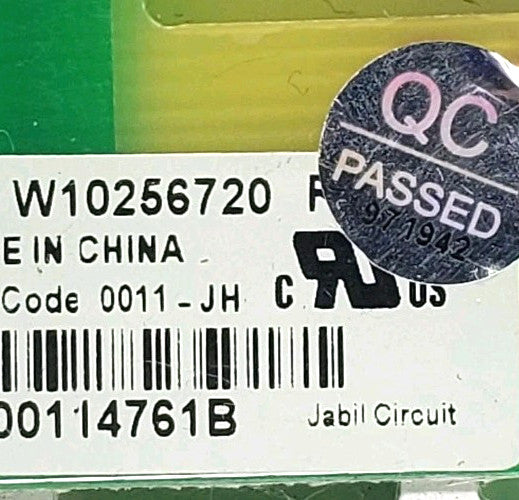 QC
PASSED
971942
W10256720 R
E IN CHINA
Code 0011-JH C US
00114761B
Jabil Circuit